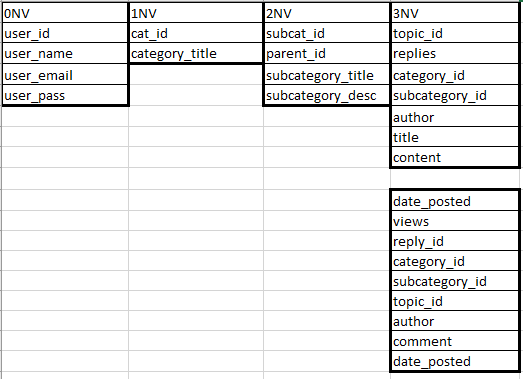 0NV 1NV 2NV 3NV
user_id cat_id subcat_id topic_id
user_name category_title parent_id replies
user_email subcategory_title category_id
user_pass subcategory_desc subcategory_id
author
title
content
date_posted
views
reply_id
category_id
subcategory_id
topic_id
author
comment
date_posted